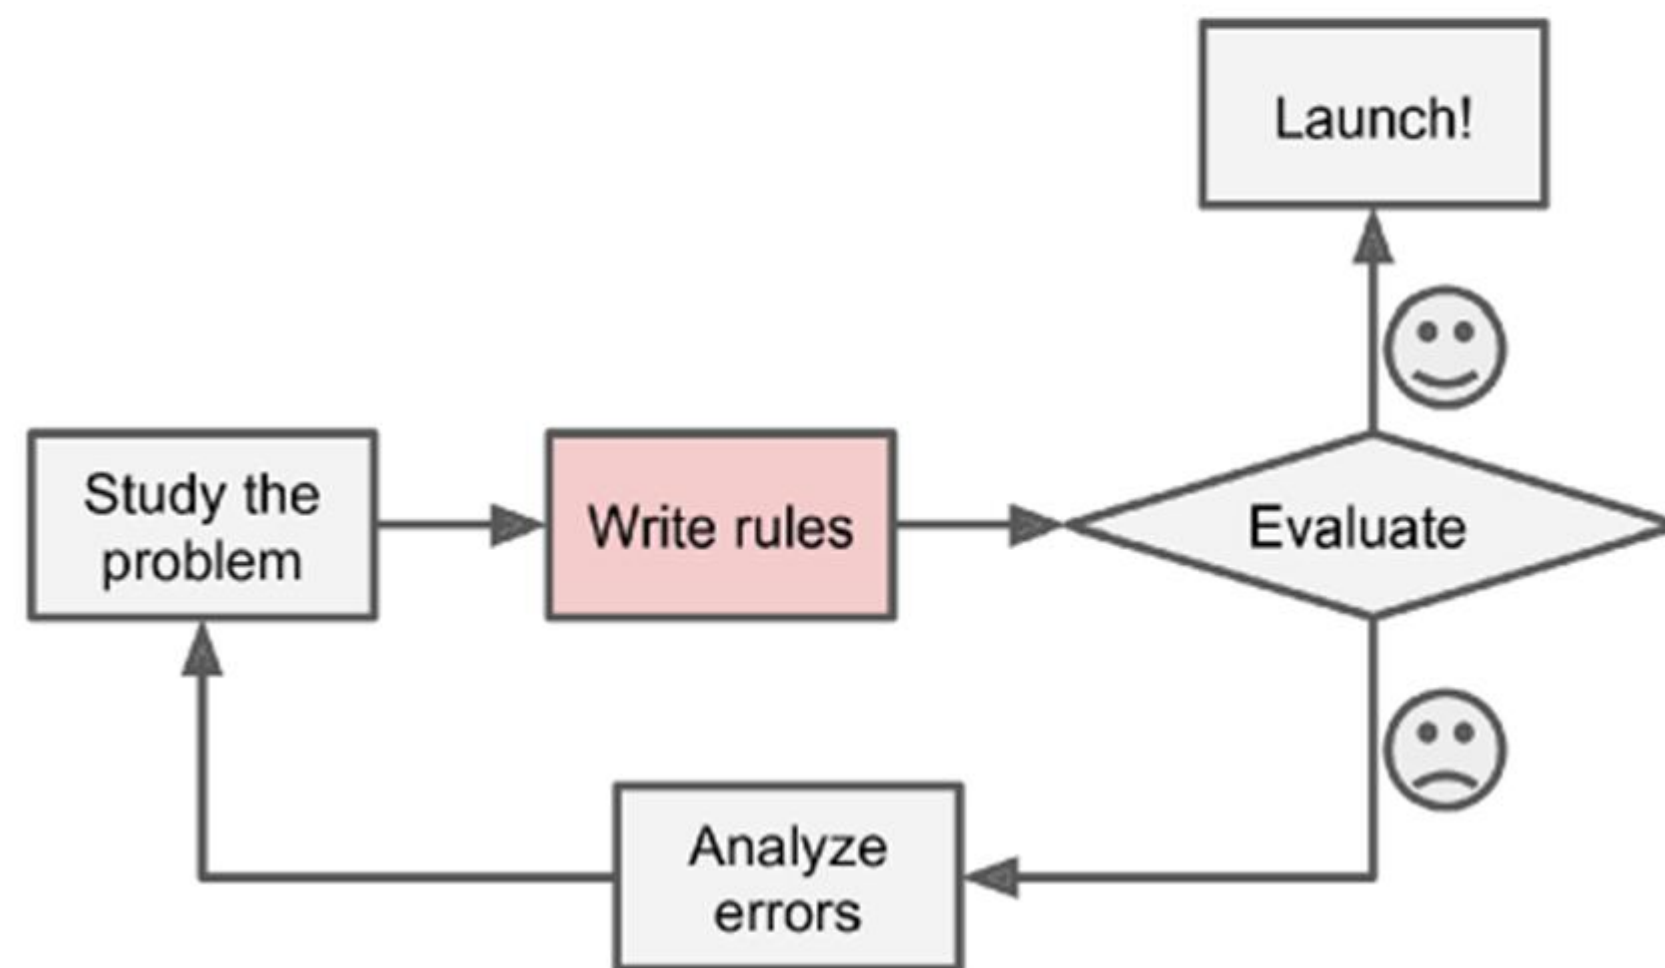 Launch!
Study the
problem
Write rules
Evaluate
Analyze
errors